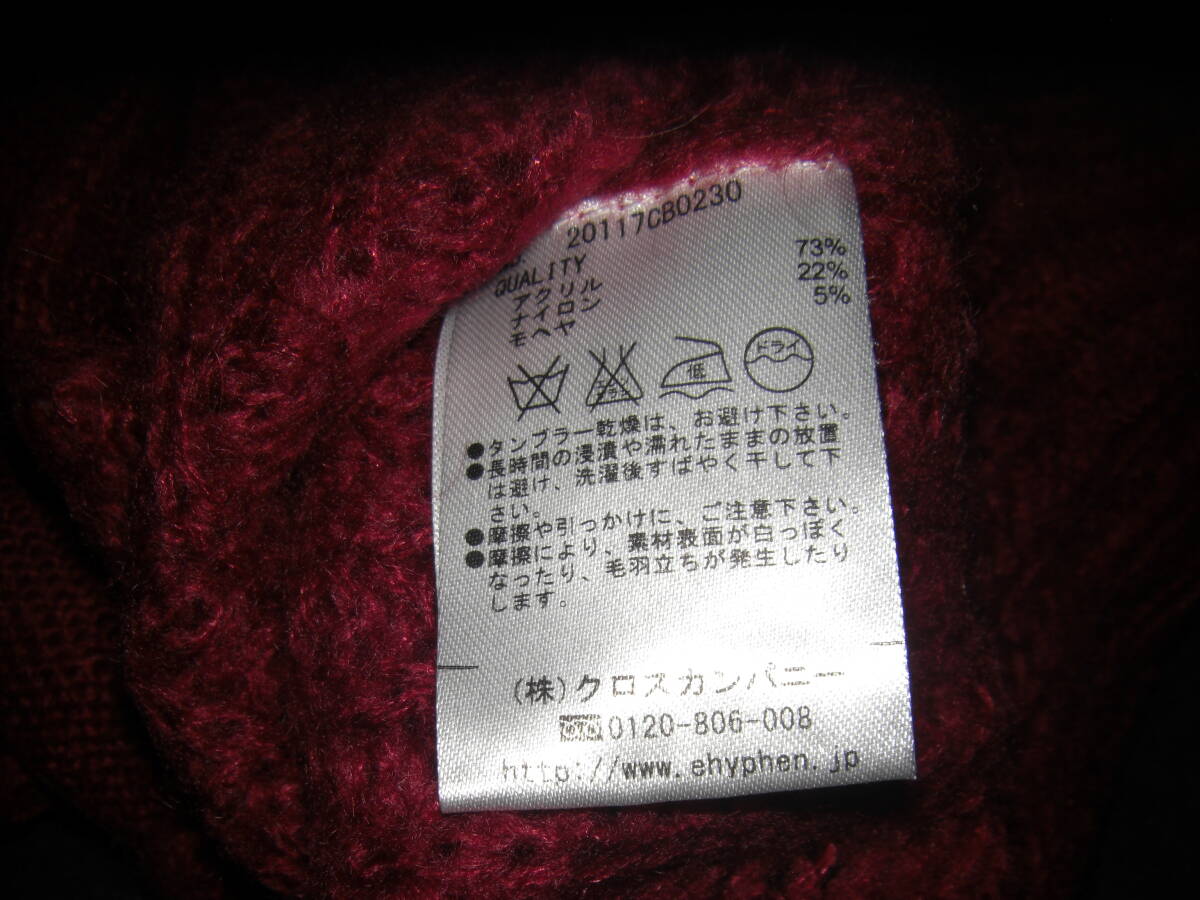 20117CB0230
QUALITY
アクリル 73%
ナイロン 22%
モヘヤ 5%
低 ドライ
●タンブラー乾燥は、お避け下さい。
●長時間の浸漬や濡れたままの放置
は避け、洗濯後すばやく干して下
さい。
●摩擦や引っかけに、ご注意下さい。
●摩擦により、素材表面が白っぽく
なったり、毛羽立ちが発生したり
します。
(株)クロスカンパニー
0120-806-008
http://www.ehyphen.jp